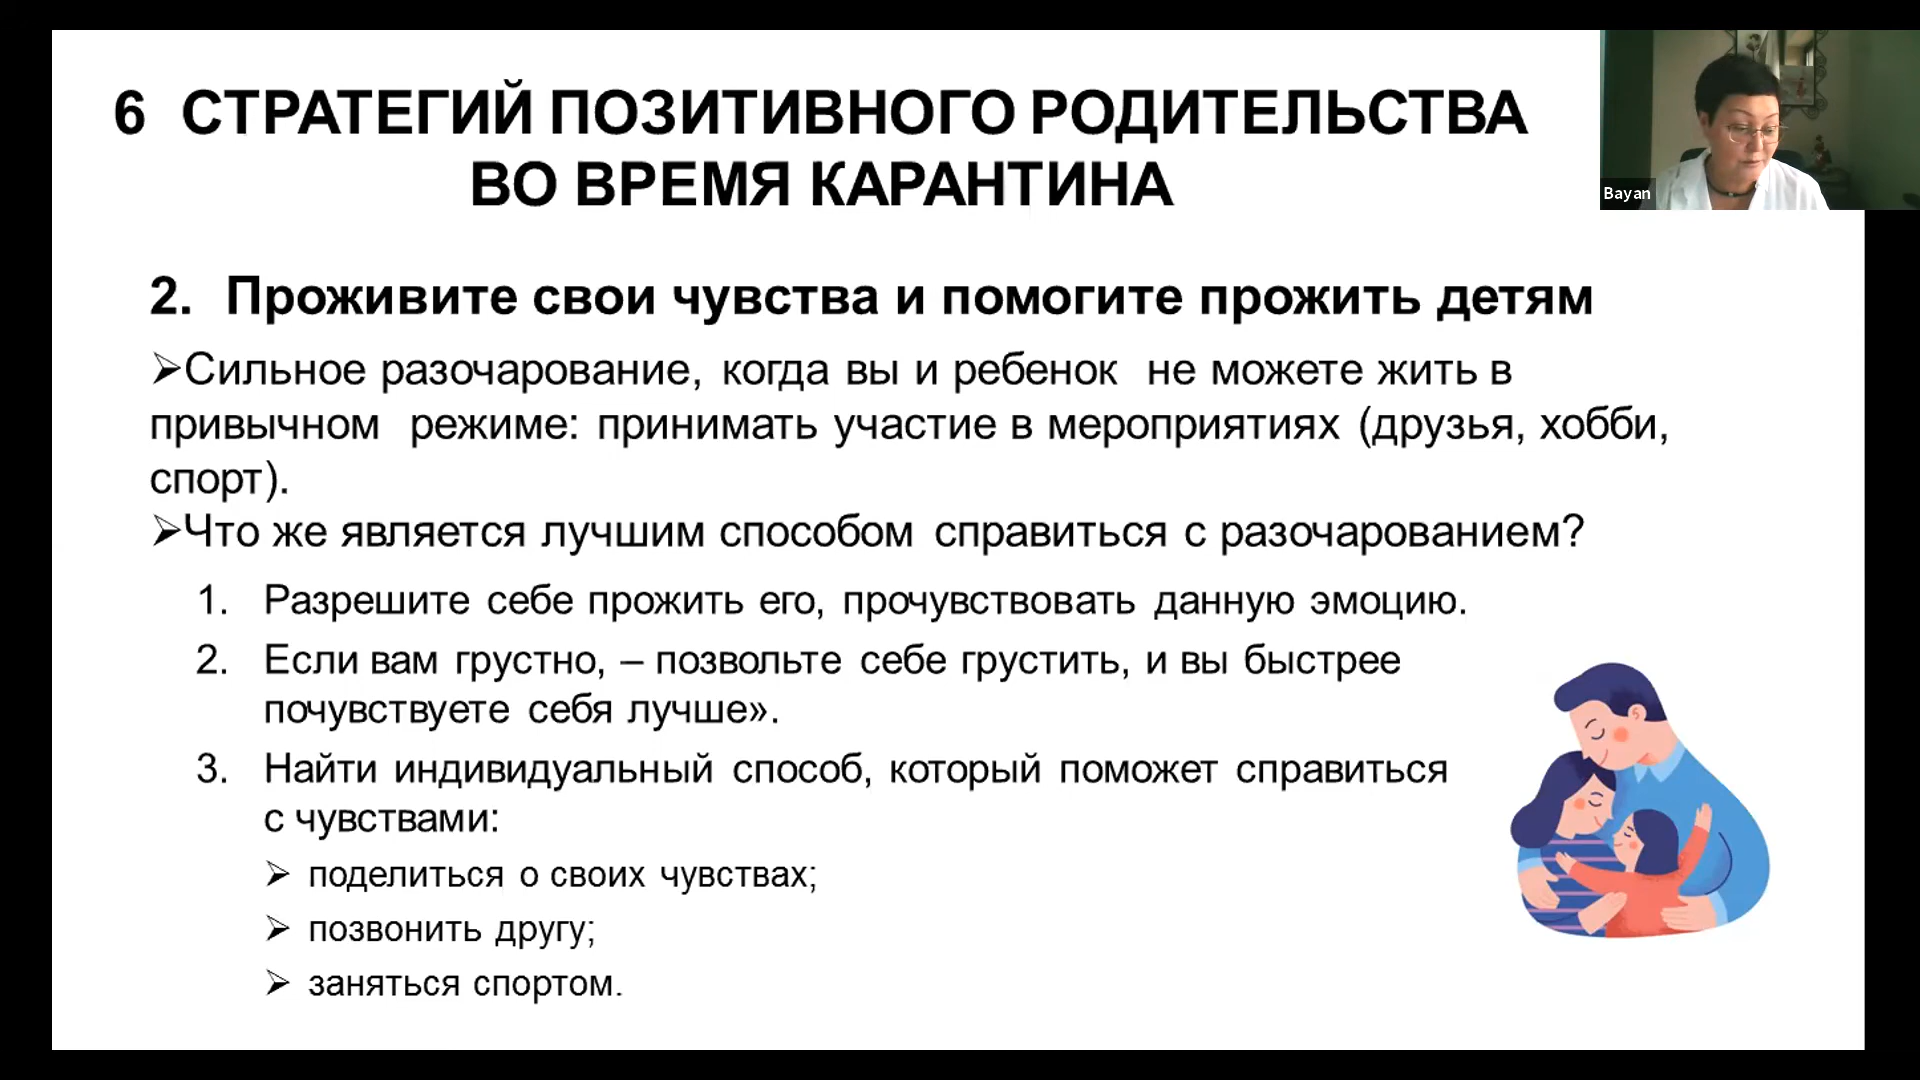 6 СТРАТЕГИЙ ПОЗИТИВНОГО РОДИТЕЛЬСТВА
ВО ВРЕМЯ КАРАНТИНА
Bayan
2. Проживите свои чувства и помогите прожить детям
➢Сильное разочарование, когда вы и ребенок не можете жить в
привычном режиме: принимать участие в мероприятиях (друзья, хобби,
спорт).
➢Что же является лучшим способом справиться с разочарованием?
1. Разрешите себе прожить его, прочувствовать данную эмоцию.
2. Если вам грустно, – позвольте себе грустить, и вы быстрее
почувствуете себя лучше».
3. Найти индивидуальный способ, который поможет справиться
с чувствами:
➢ поделиться о своих чувствах;
➢ позвонить другу;
➢ заняться спортом.